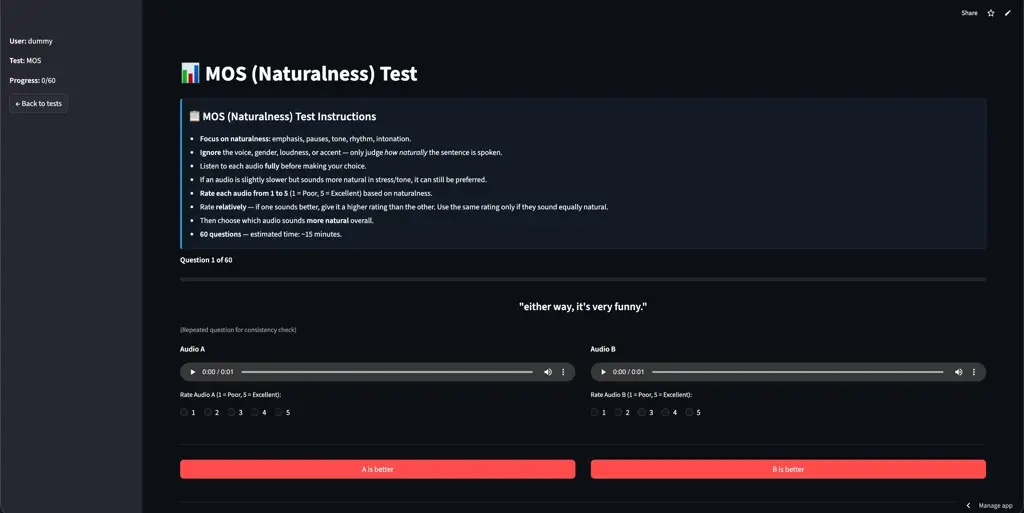 Share
User: dummy
Test: MOS
Progress: 0/60
← Back to tests
📊 MOS (Naturalness) Test
📋 MOS (Naturalness) Test Instructions
• Focus on naturalness: emphasis, pauses, tone, rhythm, intonation.
• Ignore the voice, gender, loudness, or accent — only judge how naturally the sentence is spoken.
• Listen to each audio fully before making your choice.
• If an audio is slightly slower but sounds more natural in stress/tone, it can still be preferred.
• Rate each audio from 1 to 5 (1 = Poor, 5 = Excellent) based on naturalness.
• Rate relatively — if one sounds better, give it a higher rating than the other. Use the same rating only if they sound equally natural.
• Then choose which audio sounds more natural overall.
• 60 questions — estimated time: ~15 minutes.
Question 1 of 60
"either way, it's very funny."
(Repeated question for consistency check)
Audio A
0:00 / 0:01
Rate Audio A (1 = Poor, 5 = Excellent):
1 2 3 4 5
A is better
Audio B
0:00 / 0:01
Rate Audio B (1 = Poor, 5 = Excellent):
1 2 3 4 5
B is better
Manage app